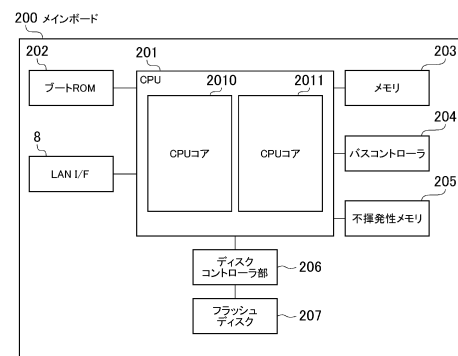 200 メインボード
202
201
203
ブートROM
CPU
2010
2011
メモリ
CPUコア
CPUコア
204
バスコントローラ
8
LAN I/F
205
不揮発性メモリ
ディスク
コントローラ部
206
フラッシュ
ディスク
207